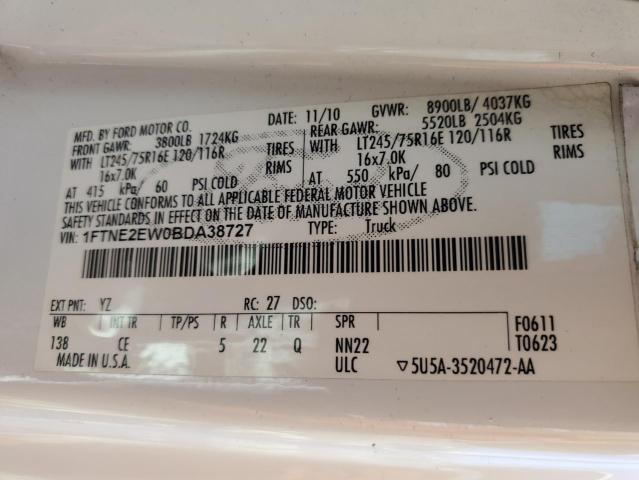 MFD. BY FORD MOTOR CO.
DATE: 11/10 GVWR: 8900LB/ 4037KG
FRONT GAWR: 3800LB 1724KG
REAR GAWR: 5520LB 2504KG
WITH LT245/75R16E 120/116R TIRES
WITH LT245/75R16E 120/116R TIRES
16x7.0K RIMS
16x7.0K RIMS
AT 415 kPa/ 60 PSI COLD
AT 550 kPa/ 80 PSI COLD
THIS VEHICLE CONFORMS TO ALL APPLICABLE FEDERAL MOTOR VEHICLE
SAFETY STANDARDS IN EFFECT ON THE DATE OF MANUFACTURE SHOWN ABOVE.
VIN: 1FTNE2EW0BDA38727 TYPE: Truck
EXT PNT: YZ RC: 27 DSO:
WB INT TR TP/PS R AXLE TR SPR F0611
138 CE 5 22 Q NN22 T0623
MADE IN U.S.A. ULC ▽5U5A-3520472-AA